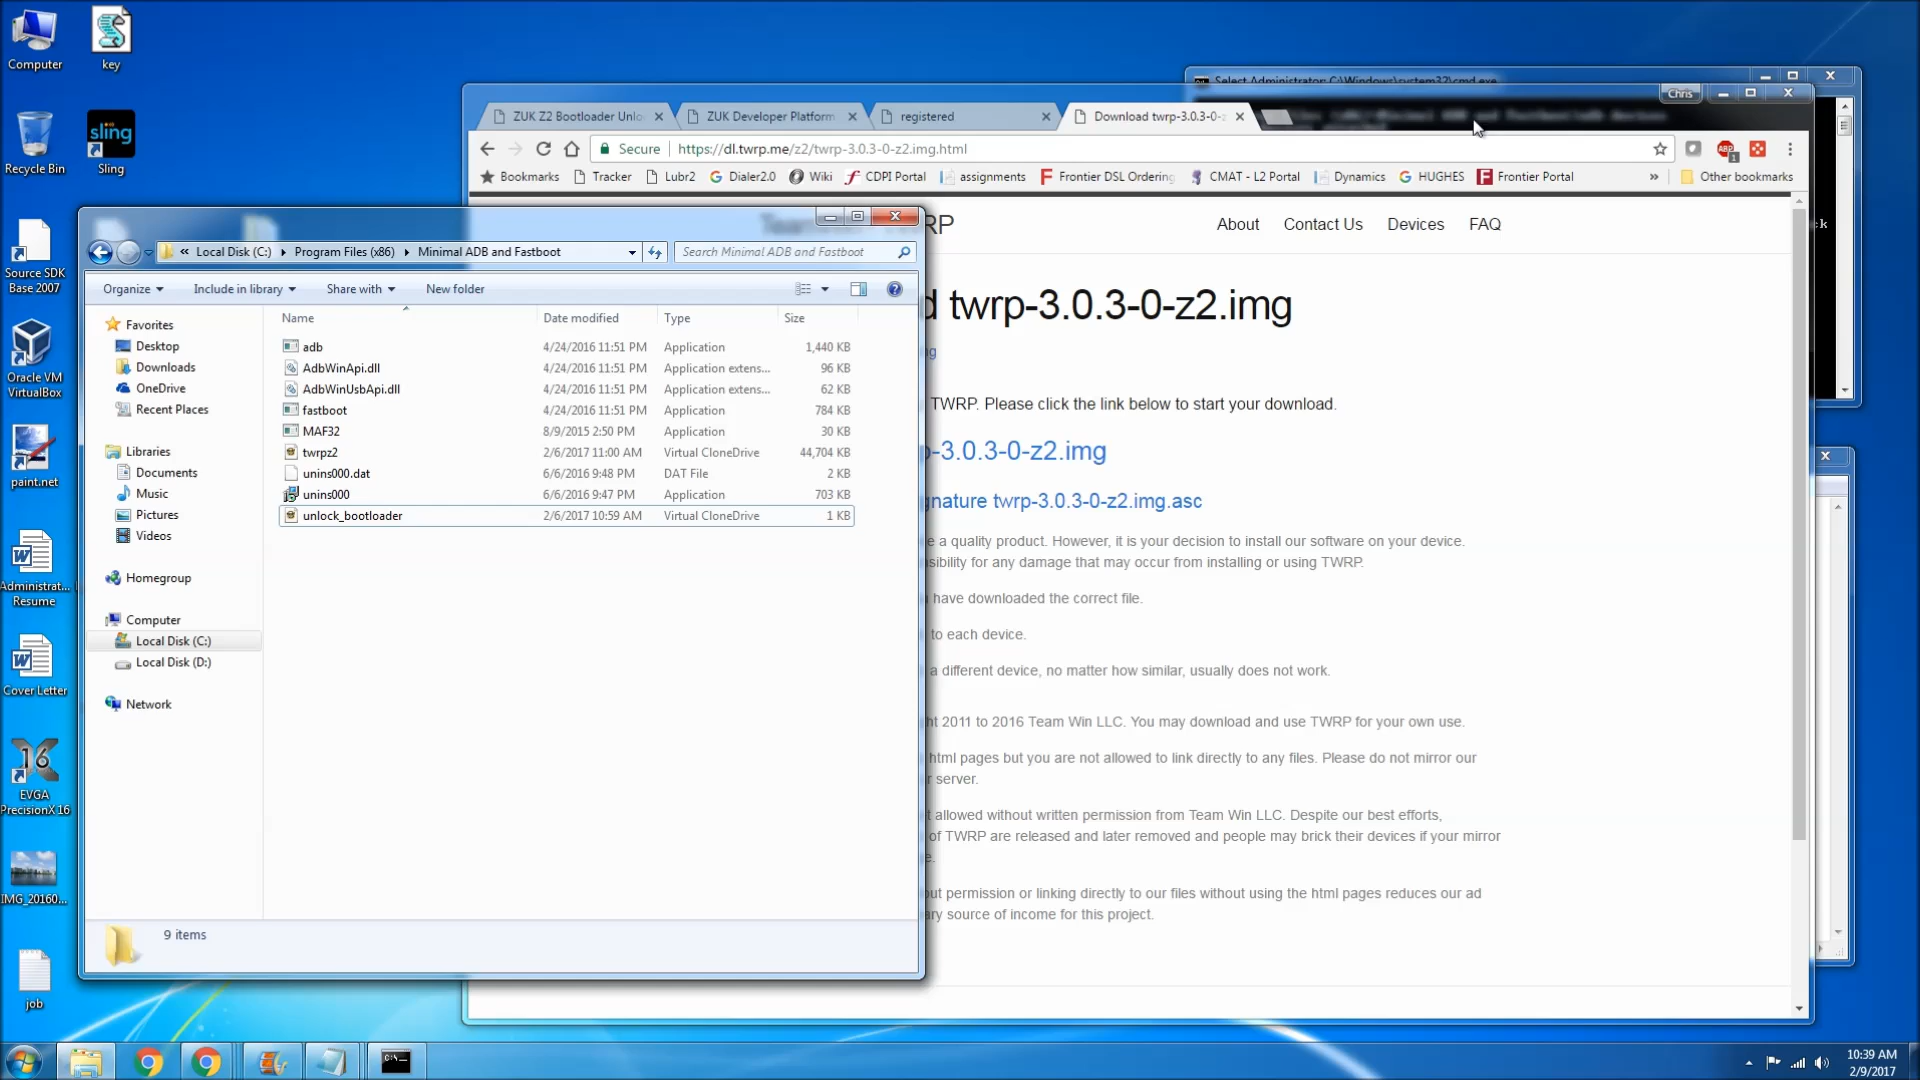 Computer
key
Recycle Bin
sling
Sling
Source SDK
Base 2007
Oracle VM
VirtualBox
paint.net
Administrat...
Resume
Cover Letter
16
EVGA
PrecisionX 16
IMG_20160...
job
Select Administrator: C:\Windows\system32\cmd.exe
Chris
ZUK Z2 Bootloader Unlo
ZUK Developer Platform
registered
Download twrp-3.0.3-0-z
Secure
https://dl.twrp.me/z2/twrp-3.0.3-0-z2.img.html
ABP
1
Bookmarks
Tracker
Lubr2
Dialer2.0
Wiki
CDPI Portal
assignments
Frontier DSL Ordering
CMAT - L2 Portal
Dynamics
HUGHES
Frontier Portal
»
Other bookmarks
RP
About
Contact Us
Devices
FAQ
d twrp-3.0.3-0-z2.img
ng
TWRP. Please click the link below to start your download.
p-3.0.3-0-z2.img
gnature twrp-3.0.3-0-z2.img.asc
e a quality product. However, it is your decision to install our software on your device.
sibility for any damage that may occur from installing or using TWRP.
u have downloaded the correct file.
to each device.
a different device, no matter how similar, usually does not work.
ht 2011 to 2016 Team Win LLC. You may download and use TWRP for your own use.
html pages but you are not allowed to link directly to any files. Please do not mirror our
r server.
t allowed without written permission from Team Win LLC. Despite our best efforts,
of TWRP are released and later removed and people may brick their devices if your mirror
e.
out permission or linking directly to our files without using the html pages reduces our ad
ary source of income for this project.
« Local Disk (C:) Program Files (x86) Minimal ADB and Fastboot
Search Minimal ADB and Fastboot
Organize
Include in library
Share with
New folder
Favorites
Desktop
Downloads
OneDrive
Recent Places
Libraries
Documents
Music
Pictures
Videos
Homegroup
Computer
Local Disk (C:)
Local Disk (D:)
Network
Name Date modified Type Size
adb 4/24/2016 11:51 PM Application 1,440 KB
AdbWinApi.dll 4/24/2016 11:51 PM Application extens... 96 KB
AdbWinUsbApi.dll 4/24/2016 11:51 PM Application extens... 62 KB
fastboot 4/24/2016 11:51 PM Application 784 KB
MAF32 8/9/2015 2:50 PM Application 30 KB
twrpz2 2/6/2017 11:00 AM Virtual CloneDrive 44,704 KB
unins000.dat 6/6/2016 9:48 PM DAT File 2 KB
unins000 6/6/2016 9:47 PM Application 703 KB
unlock_bootloader 2/6/2017 10:59 AM Virtual CloneDrive 1 KB
9 items
C:\
10:39 AM
2/9/2017